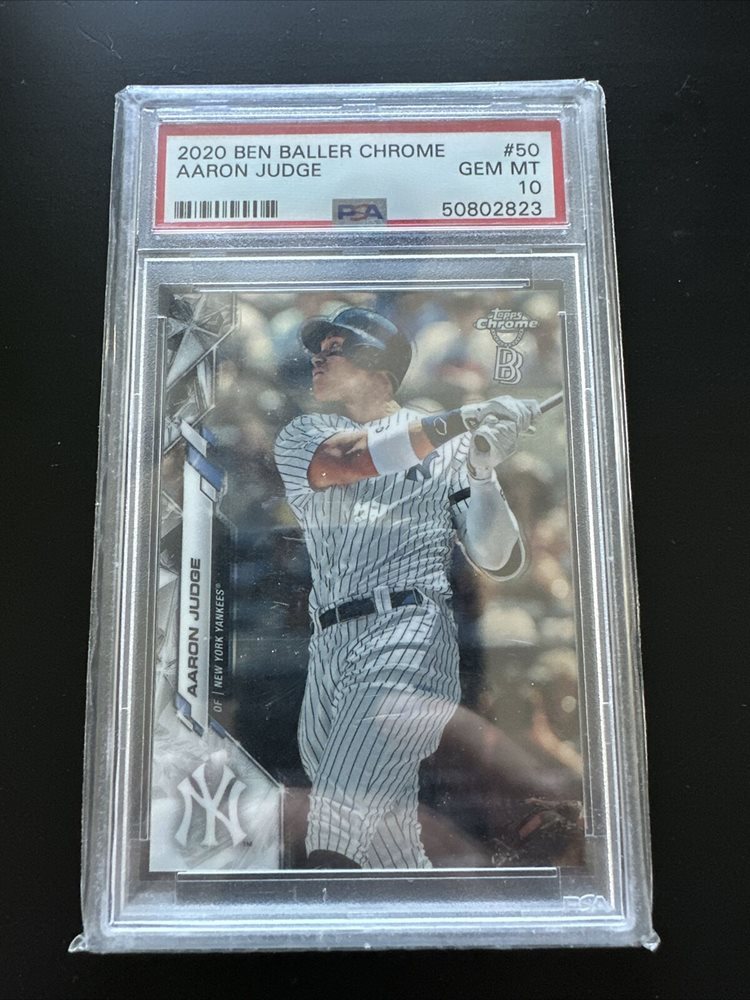 2020 BEN BALLER CHROME #50
AARON JUDGE GEM MT
10
PSA 50802823
Topps
Chrome
B
AARON JUDGE
OF | NEW YORK YANKEES®
NY
TM
PSA